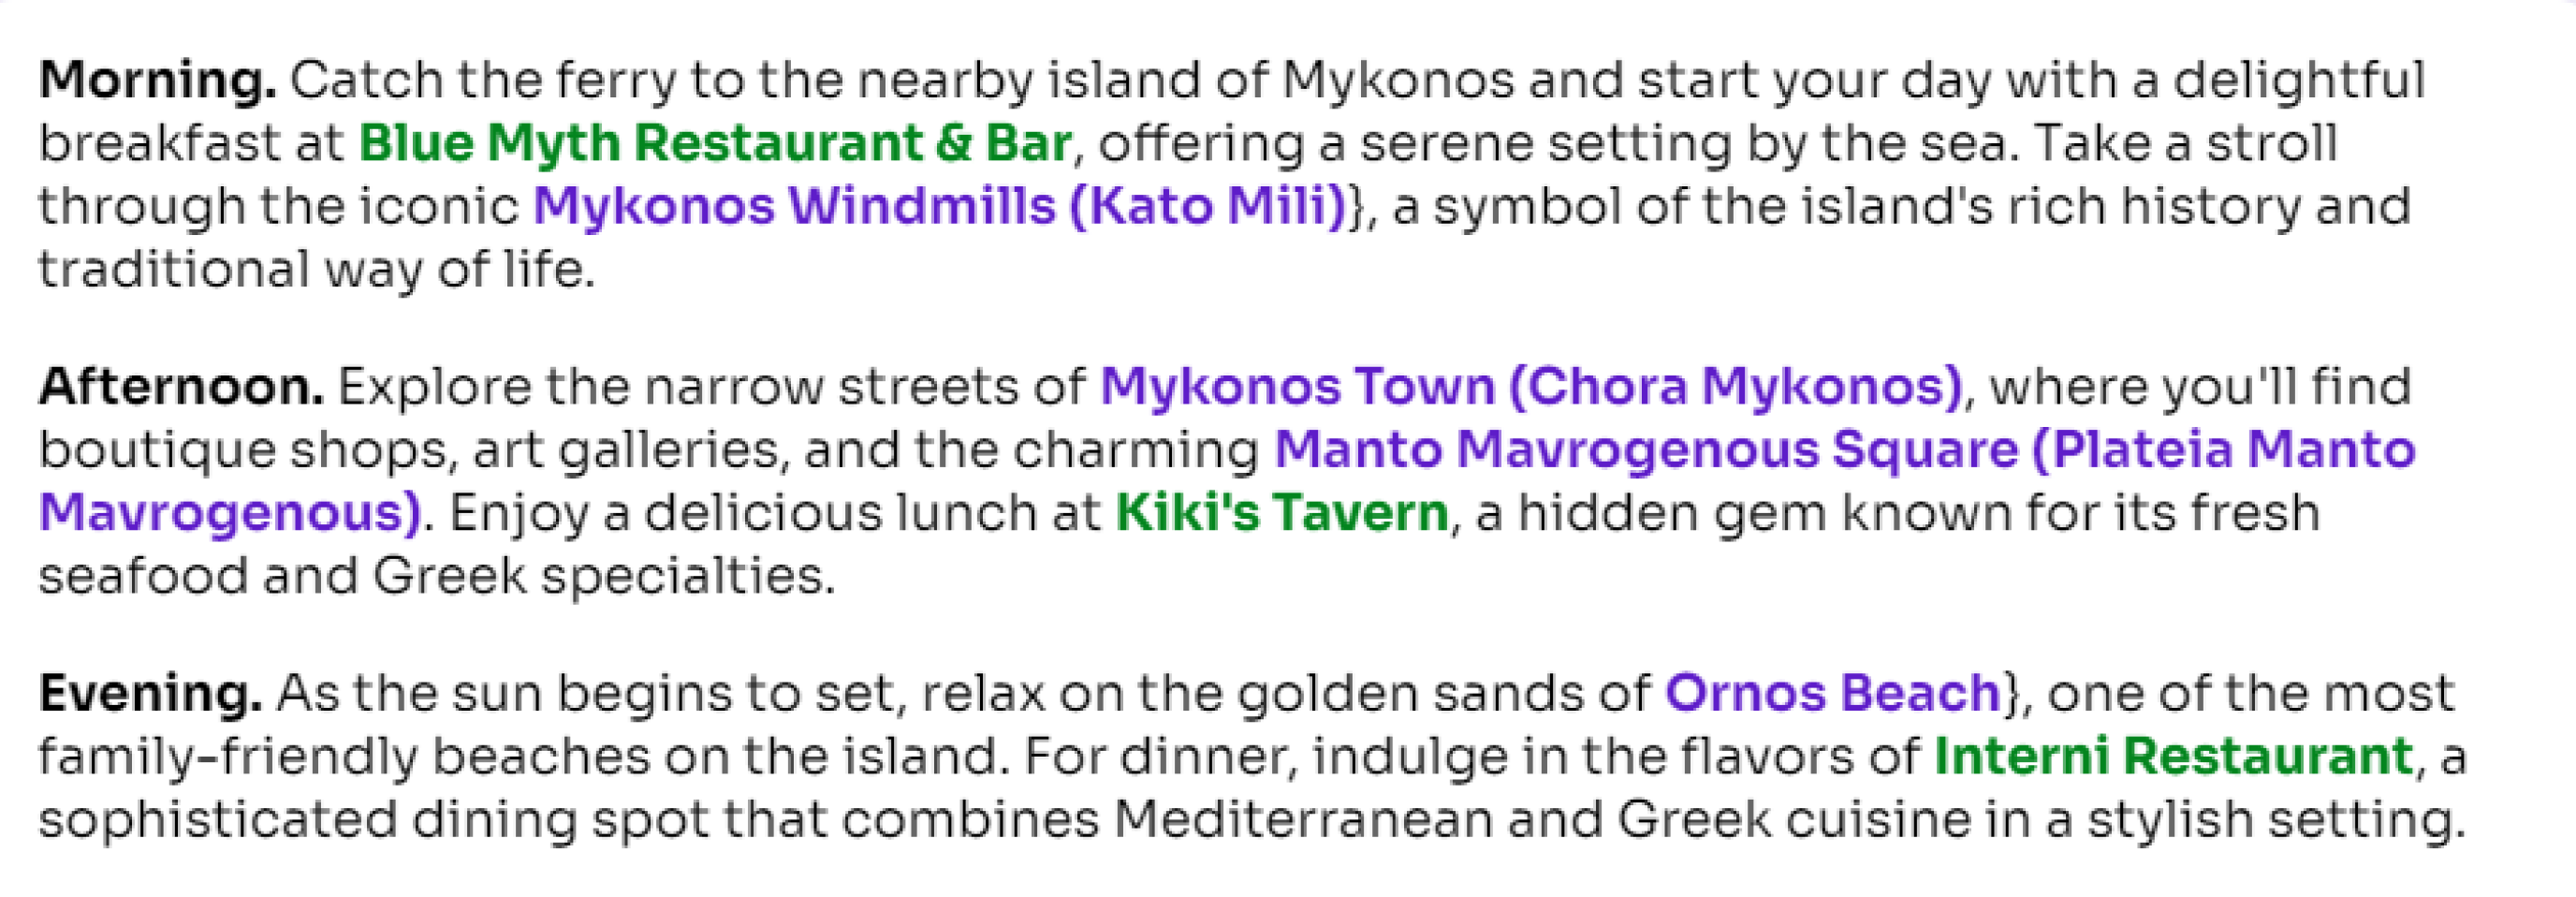 Morning. Catch the ferry to the nearby island of Mykonos and start your day with a delightful
breakfast at Blue Myth Restaurant & Bar, offering a serene setting by the sea. Take a stroll
through the iconic Mykonos Windmills (Kato Mili)}, a symbol of the island's rich history and
traditional way of life.
Afternoon. Explore the narrow streets of Mykonos Town (Chora Mykonos), where you'll find
boutique shops, art galleries, and the charming Manto Mavrogenous Square (Plateia Manto
Mavrogenous). Enjoy a delicious lunch at Kiki's Tavern, a hidden gem known for its fresh
seafood and Greek specialties.
Evening. As the sun begins to set, relax on the golden sands of Ornos Beach}, one of the most
family-friendly beaches on the island. For dinner, indulge in the flavors of Interni Restaurant, a
sophisticated dining spot that combines Mediterranean and Greek cuisine in a stylish setting.